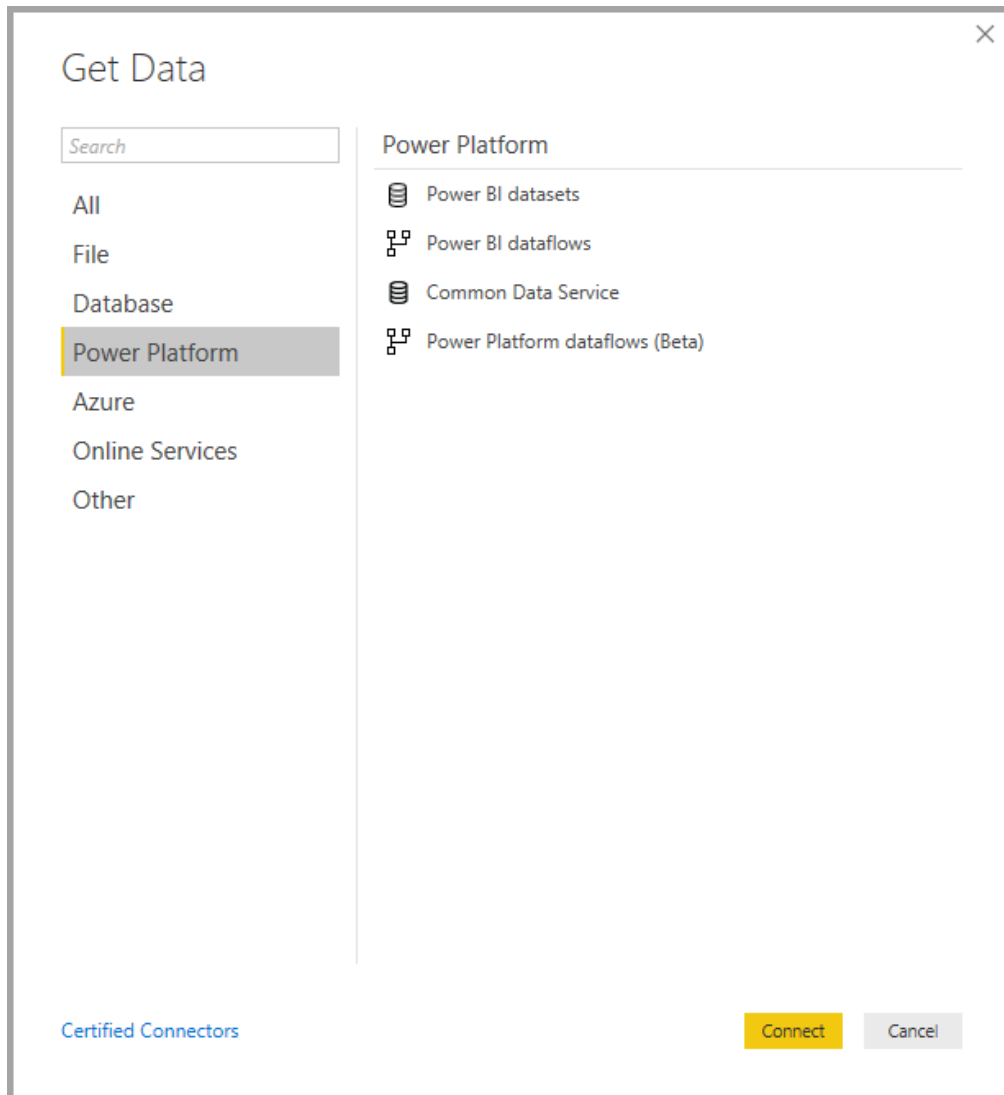 Get Data
Search
All
File
Database
Power Platform
Azure
Online Services
Other
Power Platform
Power BI datasets
Power BI dataflows
Common Data Service
Power Platform dataflows (Beta)
Certified Connectors
Connect
Cancel